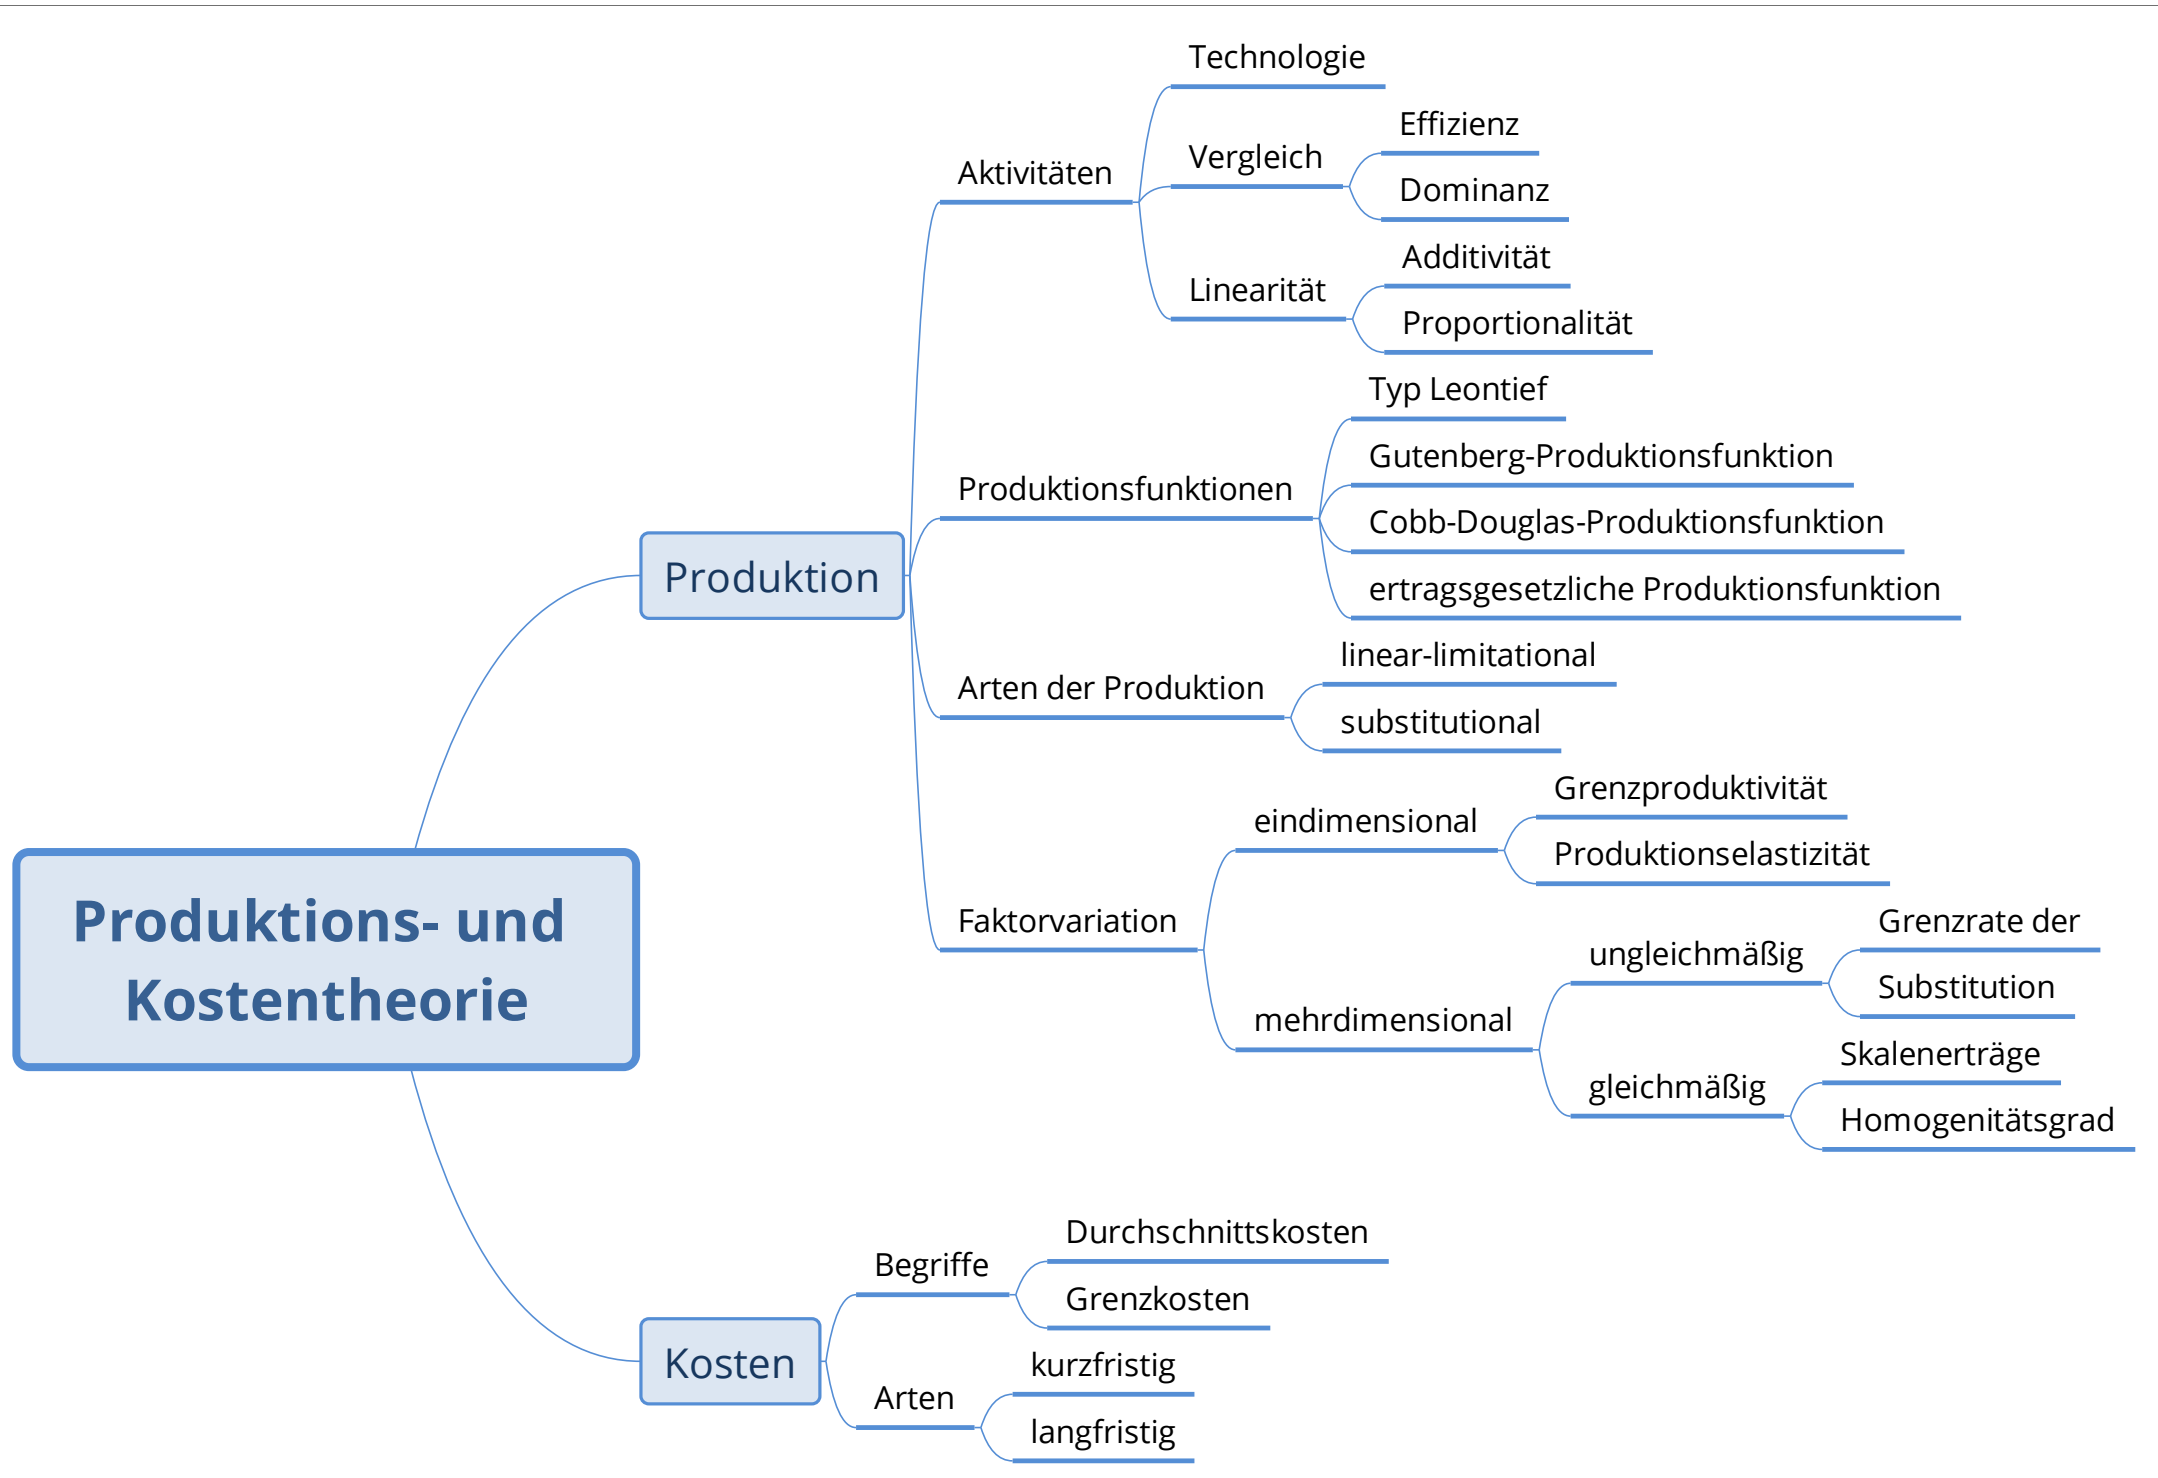 Produktions- und
Kostentheorie
Produktion
Aktivitäten
Technologie
Vergleich
Effizienz
Dominanz
Linearität
Additivität
Proportionalität
Produktionsfunktionen
Typ Leontief
Gutenberg-Produktionsfunktion
Cobb-Douglas-Produktionsfunktion
ertragsgesetzliche Produktionsfunktion
Arten der Produktion
linear-limitational
substitutional
Faktorvariation
eindimensional
Grenzproduktivität
Produktionselastizität
mehrdimensional
ungleichmäßig
Grenzrate der
Substitution
gleichmäßig
Skalenerträge
Homogenitätsgrad
Kosten
Begriffe
Durchschnittskosten
Grenzkosten
Arten
kurzfristig
langfristig